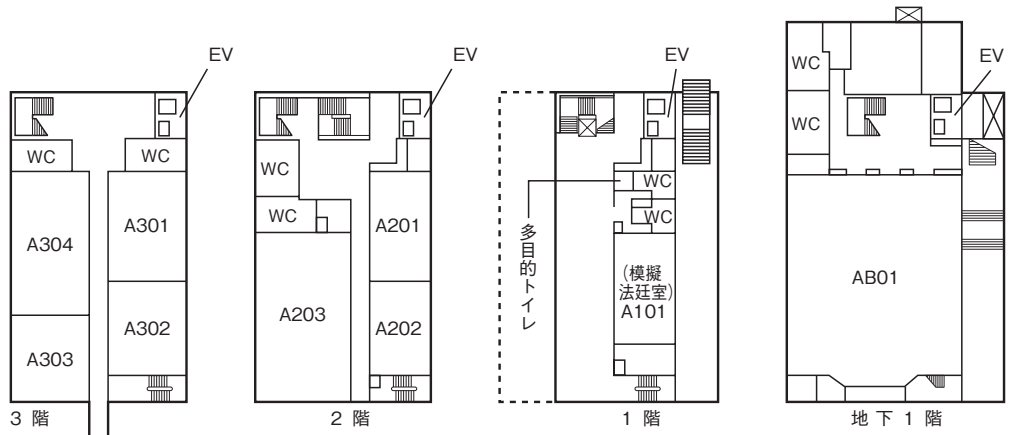 EV
WC
WC
A304
A301
A303
A302
3 階
EV
WC
WC
A201
A203
A202
2 階
EV
WC
WC
多目的トイレ
（模擬
法廷室）
A101
1 階
EV
WC
WC
AB01
地 下 1 階